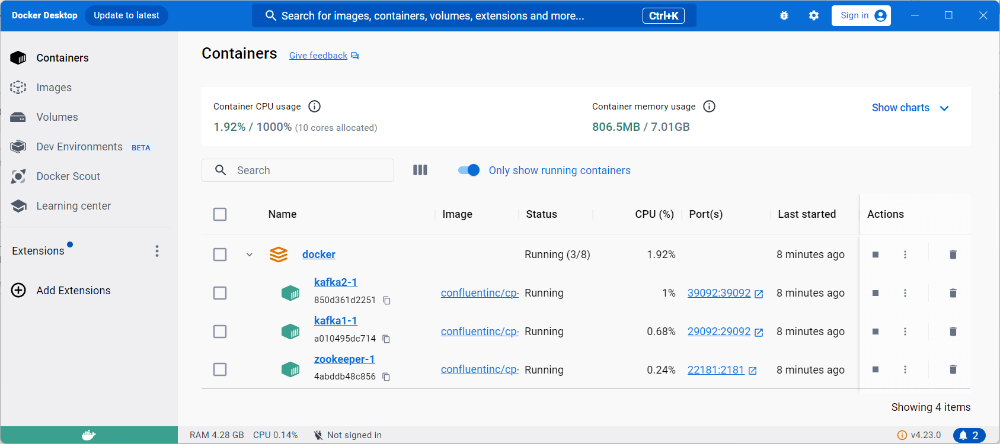 Docker Desktop Update to latest Search for images, containers, volumes, extensions and more... Ctrl+K Sign in
Containers
Images
Volumes
Dev Environments BETA
Docker Scout
Learning center
Extensions
Add Extensions
Containers Give feedback
Container CPU usage
1.92% / 1000% (10 cores allocated)
Container memory usage
806.5MB / 7.01GB
Show charts
Search
Only show running containers
Name Image Status CPU (%) Port(s) Last started Actions
docker Running (3/8) 1.92% 8 minutes ago
kafka2-1
850d361d2251
confluentinc/cp- Running 1% 39092:39092 8 minutes ago
kafka1-1
a010495dc714
confluentinc/cp- Running 0.68% 29092:29092 8 minutes ago
zookeeper-1
4abddb48c856
confluentinc/cp- Running 0.24% 22181:2181 8 minutes ago
Showing 4 items
RAM 4.28 GB CPU 0.14% Not signed in v4.23.0 2